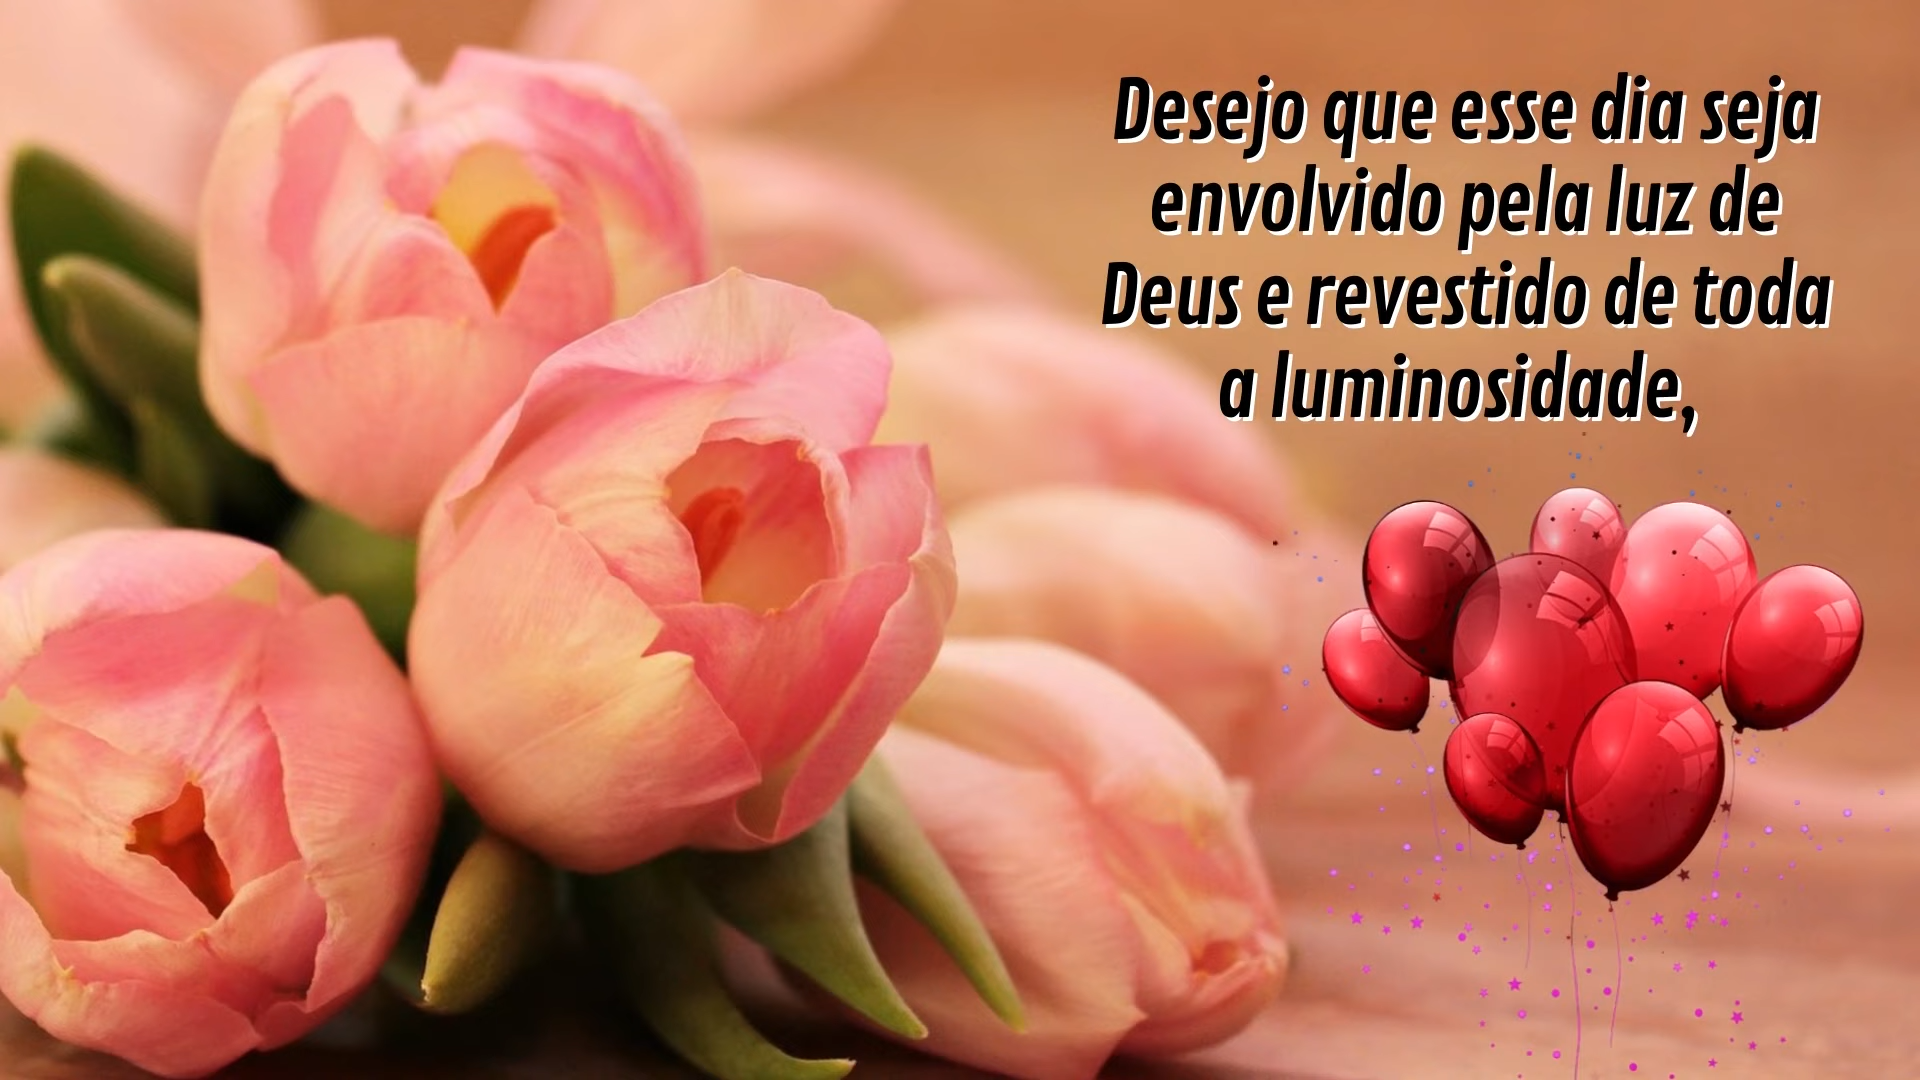 Desejo que esse dia seja
envolvido pela luz de
Deus e revestido de toda
a luminosidade,